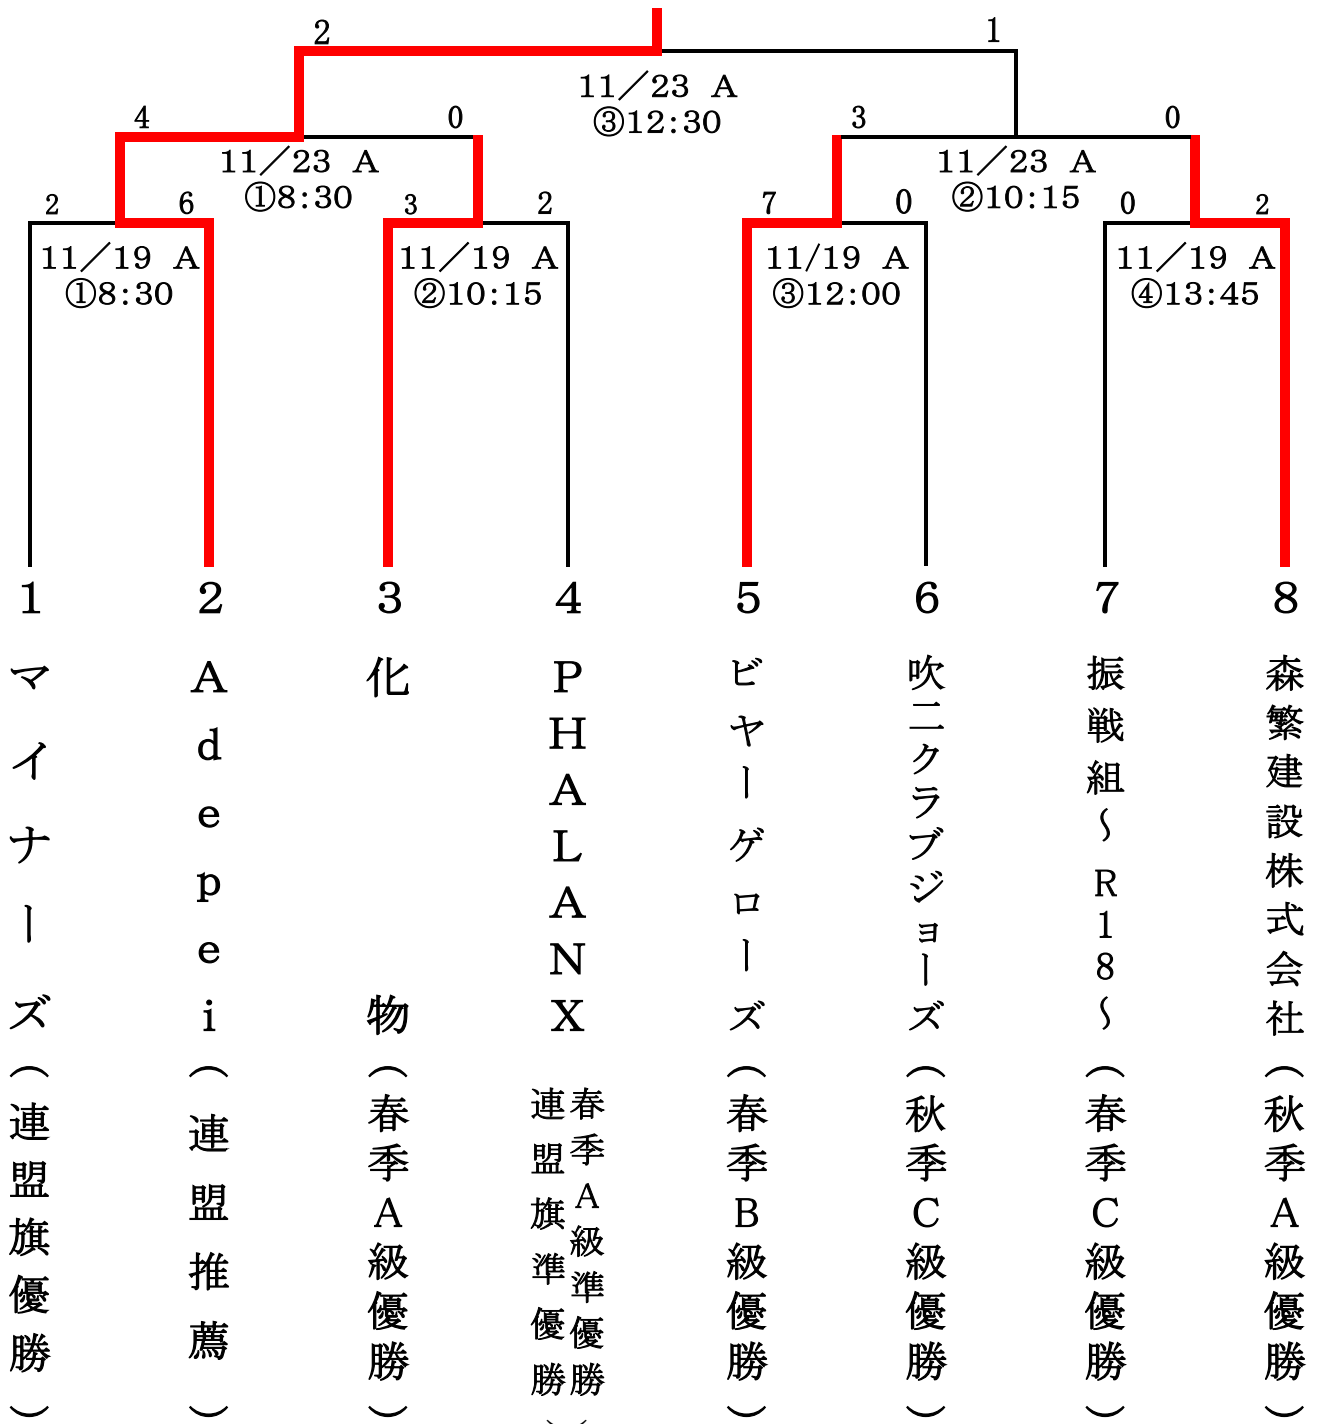 2
1
11／23 A
③12:30
4
0
3
0
11／23 A
①8:30
11／23 A
②10:15
2
6
3
2
7
0
0
2
11／19 A
①8:30
11／19 A
②10:15
11/19 A
③12:00
11／19 A
④13:45
1
2
3
4
5
6
7
8
マイナーズ（連盟旗優勝）
Adepei（連盟推薦）
化物（春季A級優勝）
PHALANX
春季A級準優勝
連盟旗準優勝
ビヤーゲローズ（春季B級優勝）
吹二クラブジョーズ（秋季C級優勝）
振戦組～R18～（春季C級優勝）
森繁建設株式会社（秋季A級優勝）